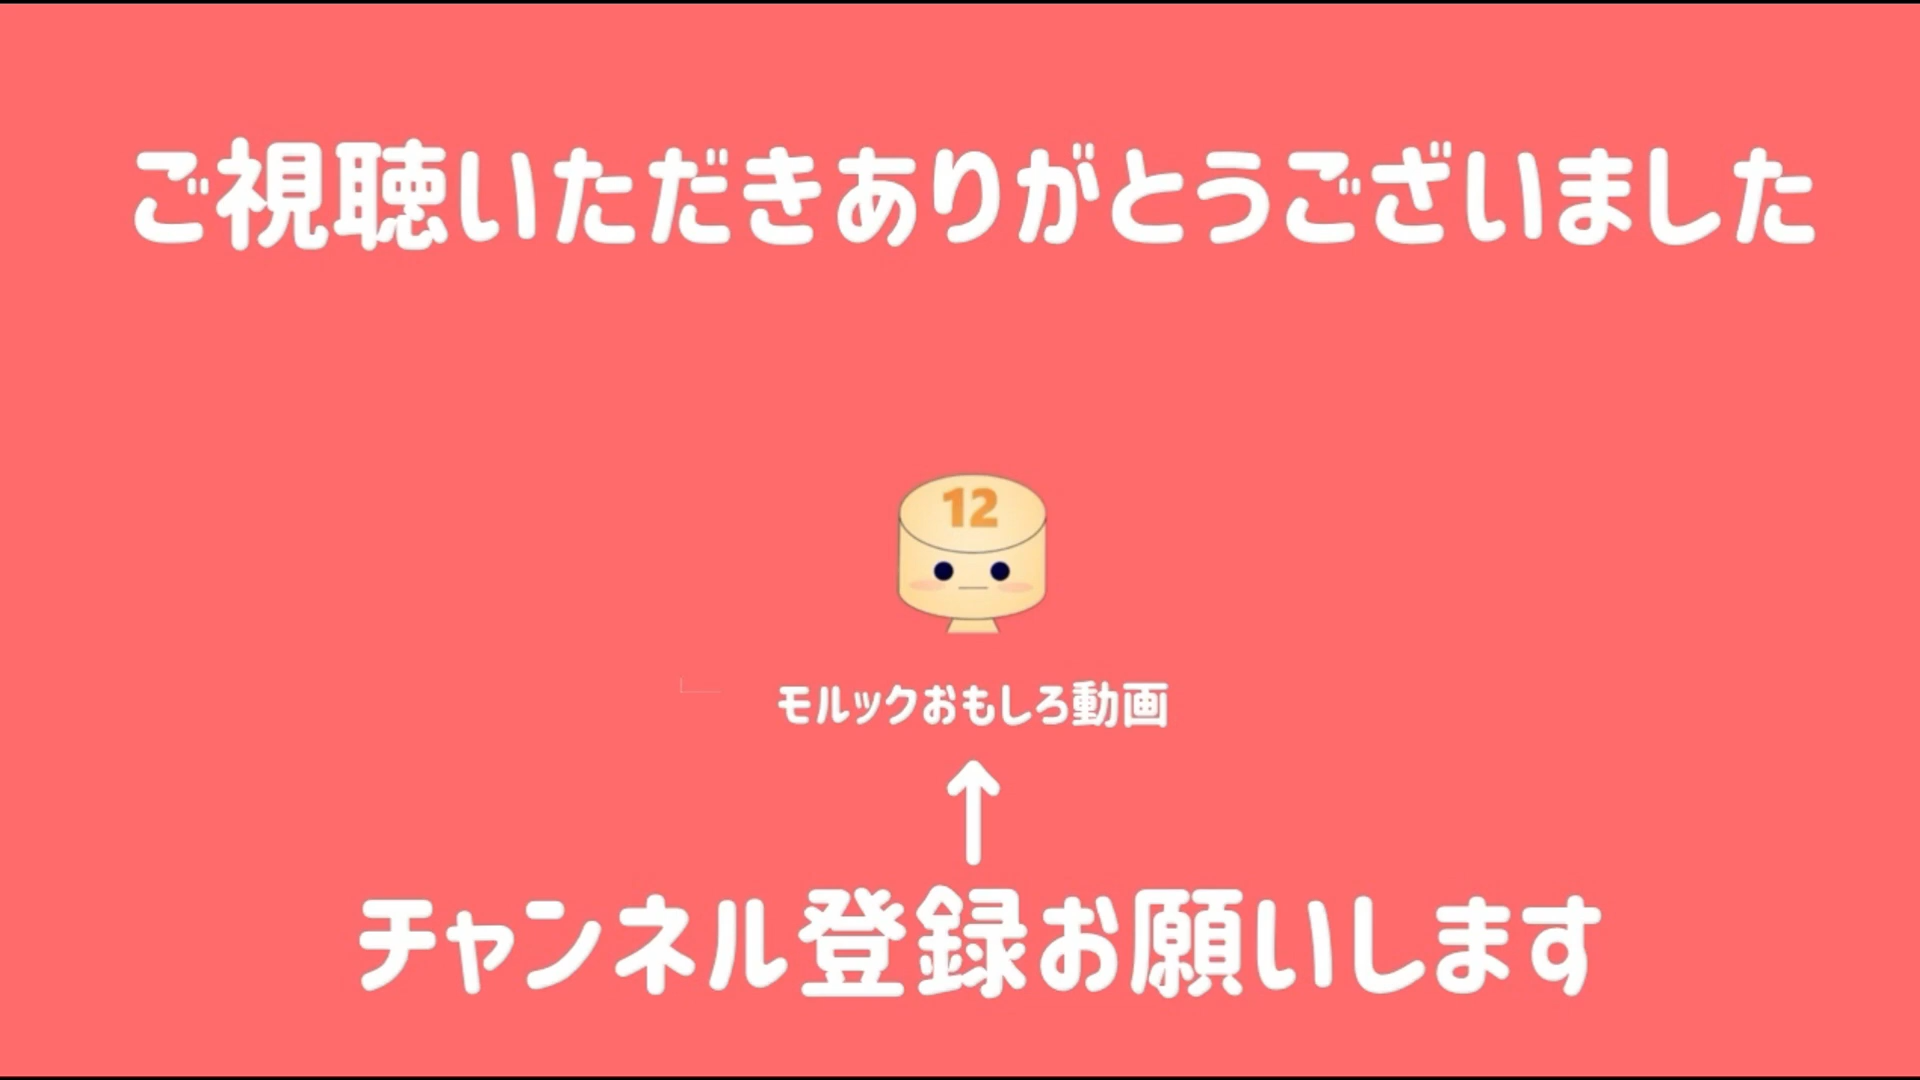 ご視聴いただきありがとうございました
12
モルックおもしろ動画
↑
チャンネル登録お願いします